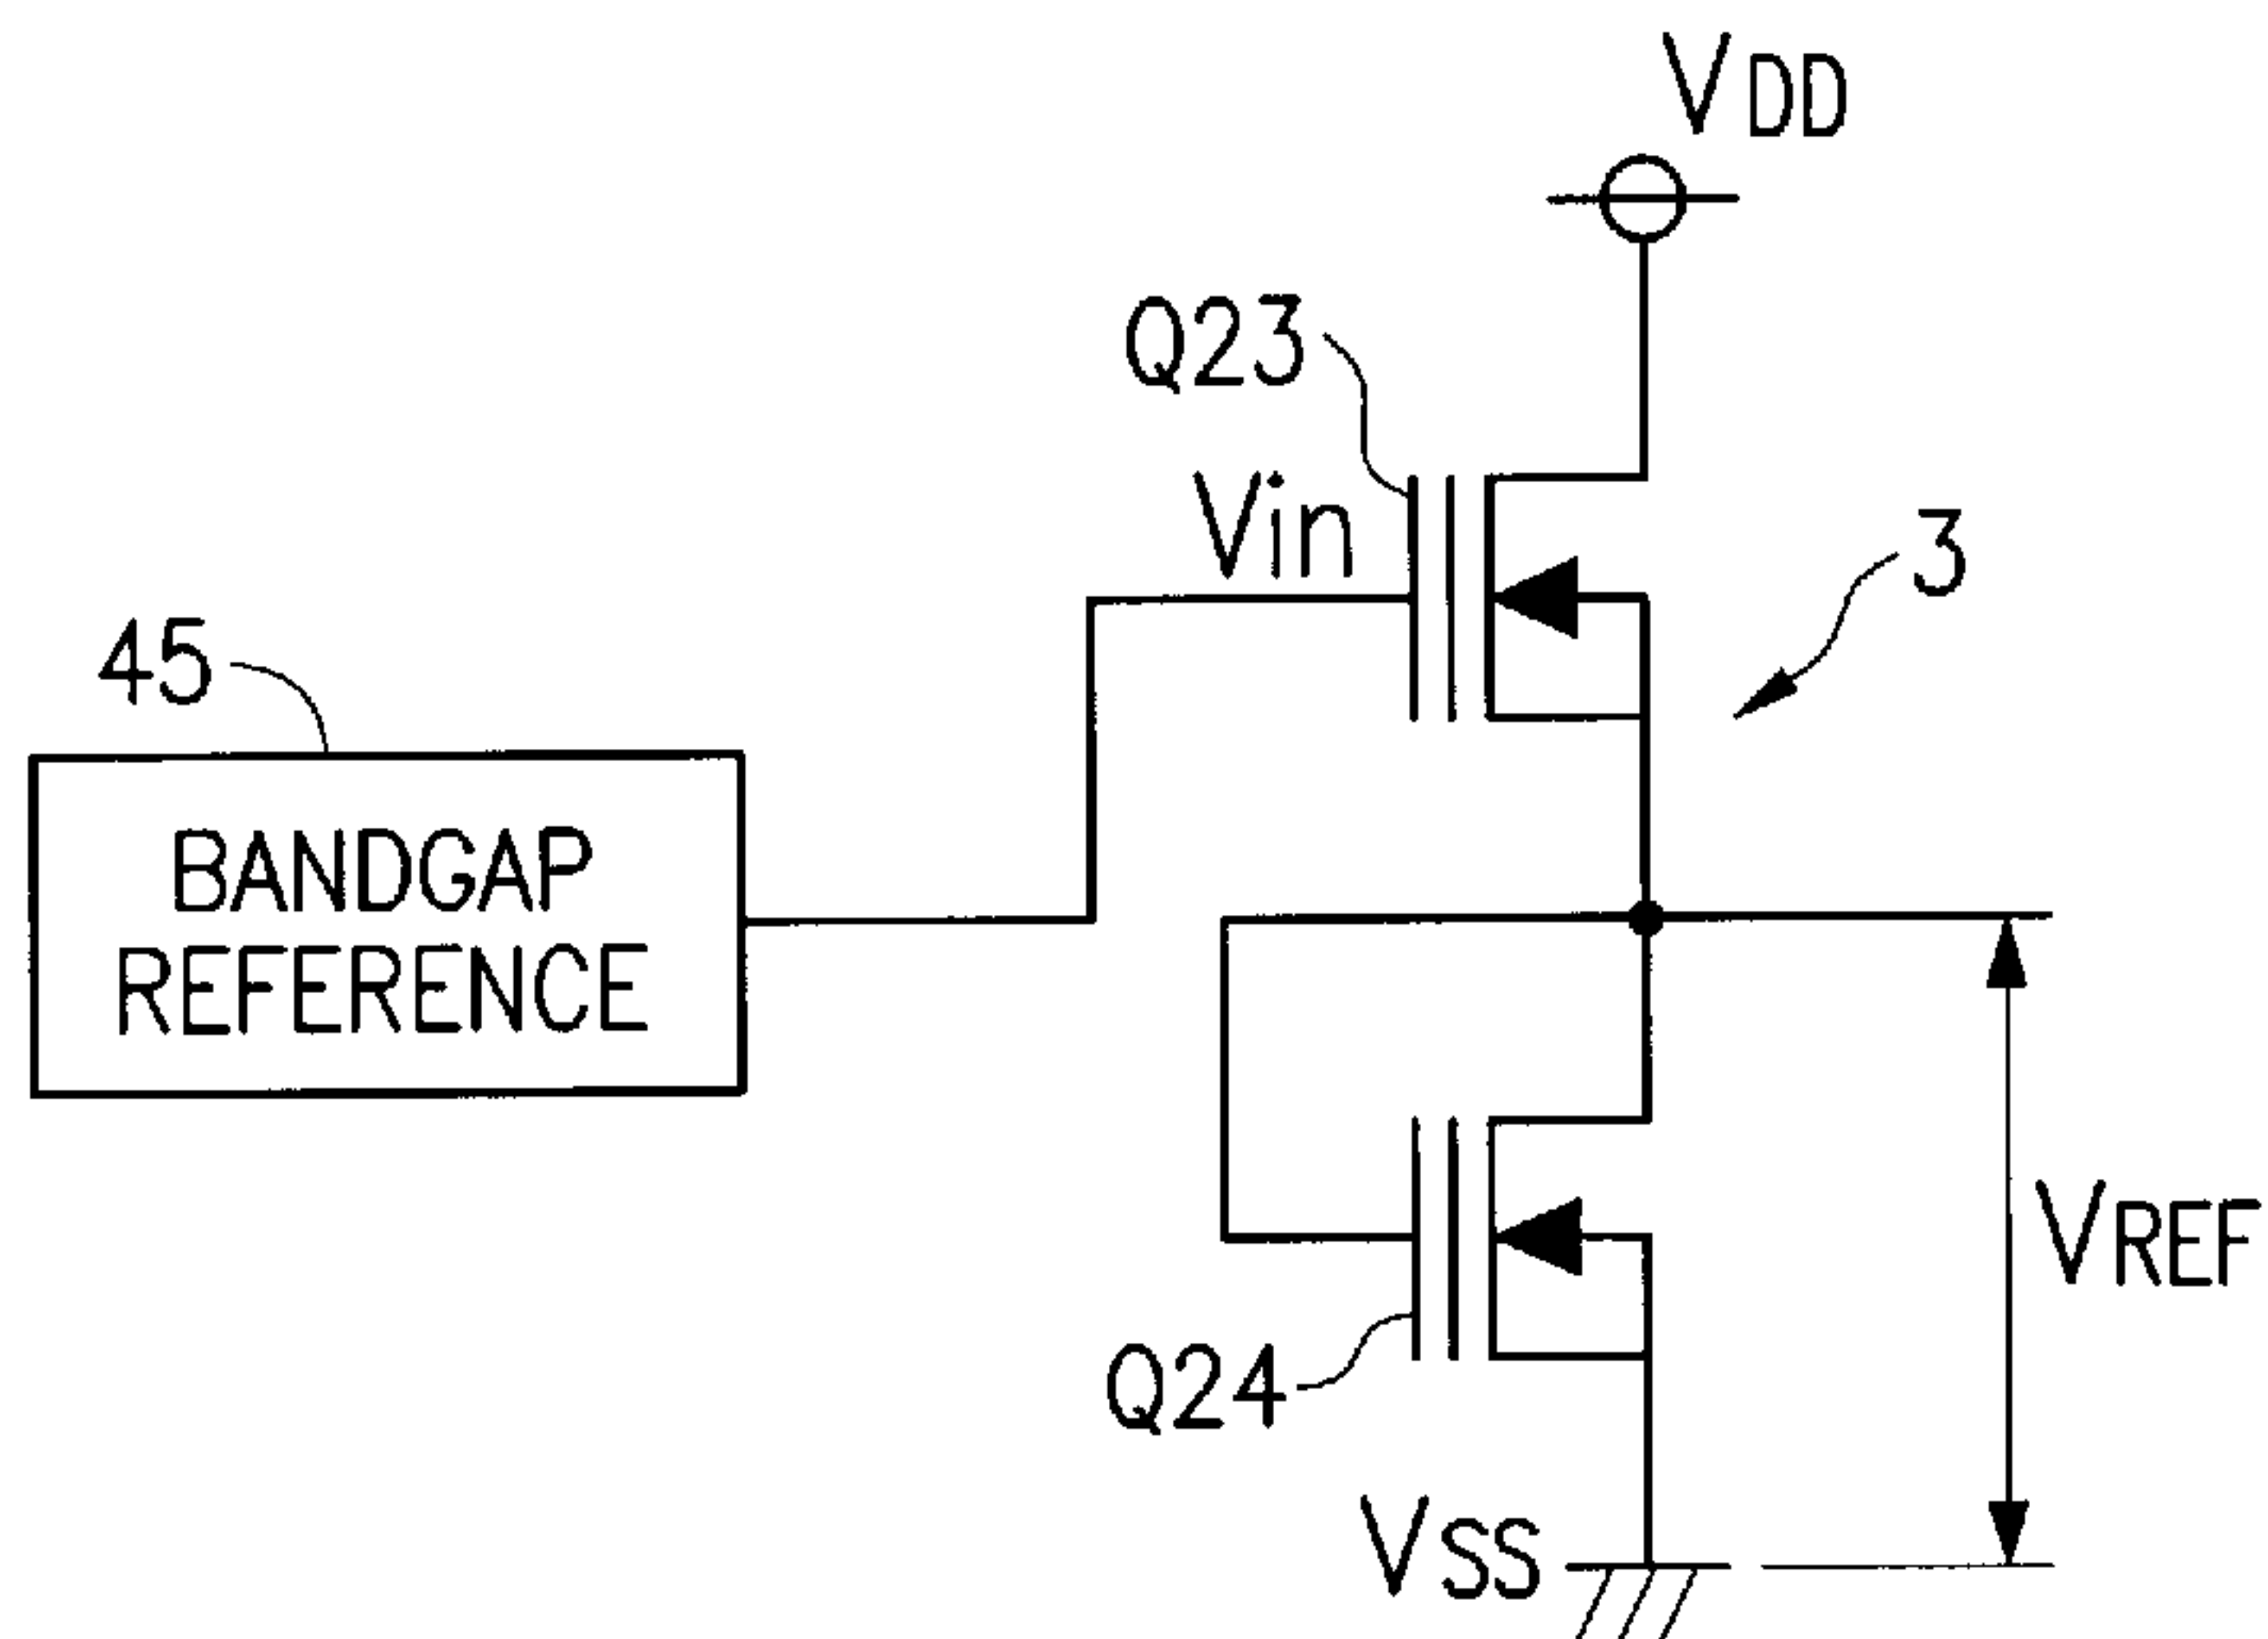 VDD
Q23
Vin
3
45
BANDGAP
REFERENCE
VREF
Q24
VSS